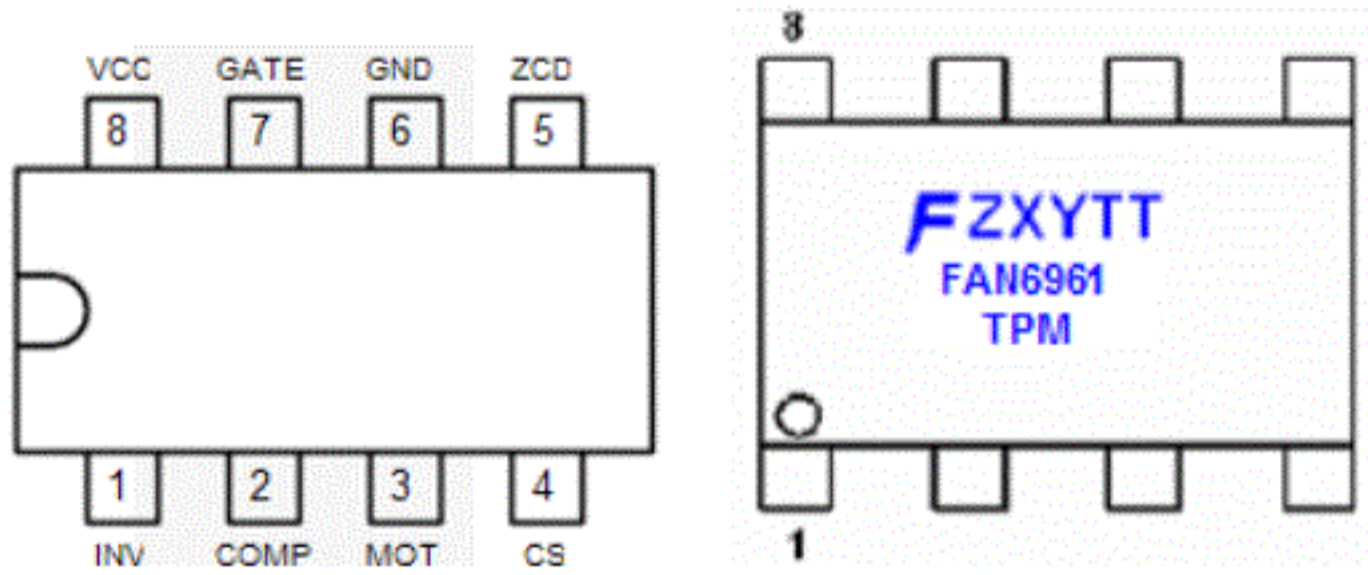 VCC GATE GND ZCD
8 7 6 5
1 2 3 4
INV COMP MOT CS
8
FZXYTT
FAN6961
TPM
1